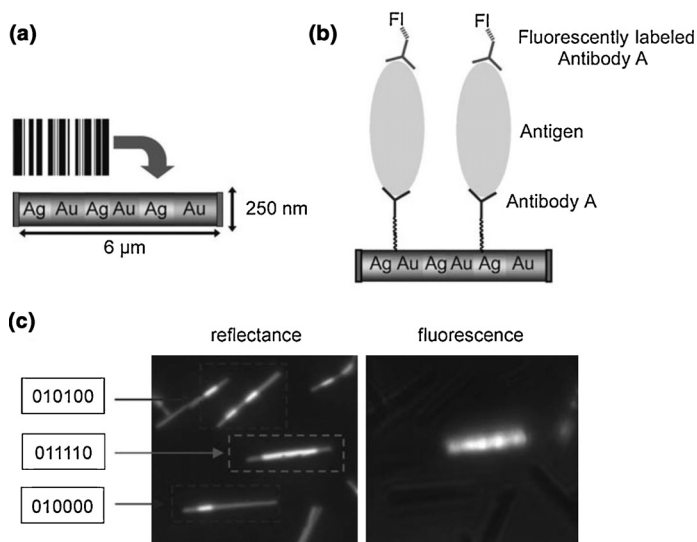 (a)
Ag Au Ag Au Ag Au
250 nm
6 µm
(b)
Fl Fl
Fluorescently labeled
Antibody A
Antigen
Antibody A
Ag Au Ag Au Ag Au
(c)
reflectance
fluorescence
010100
011110
010000